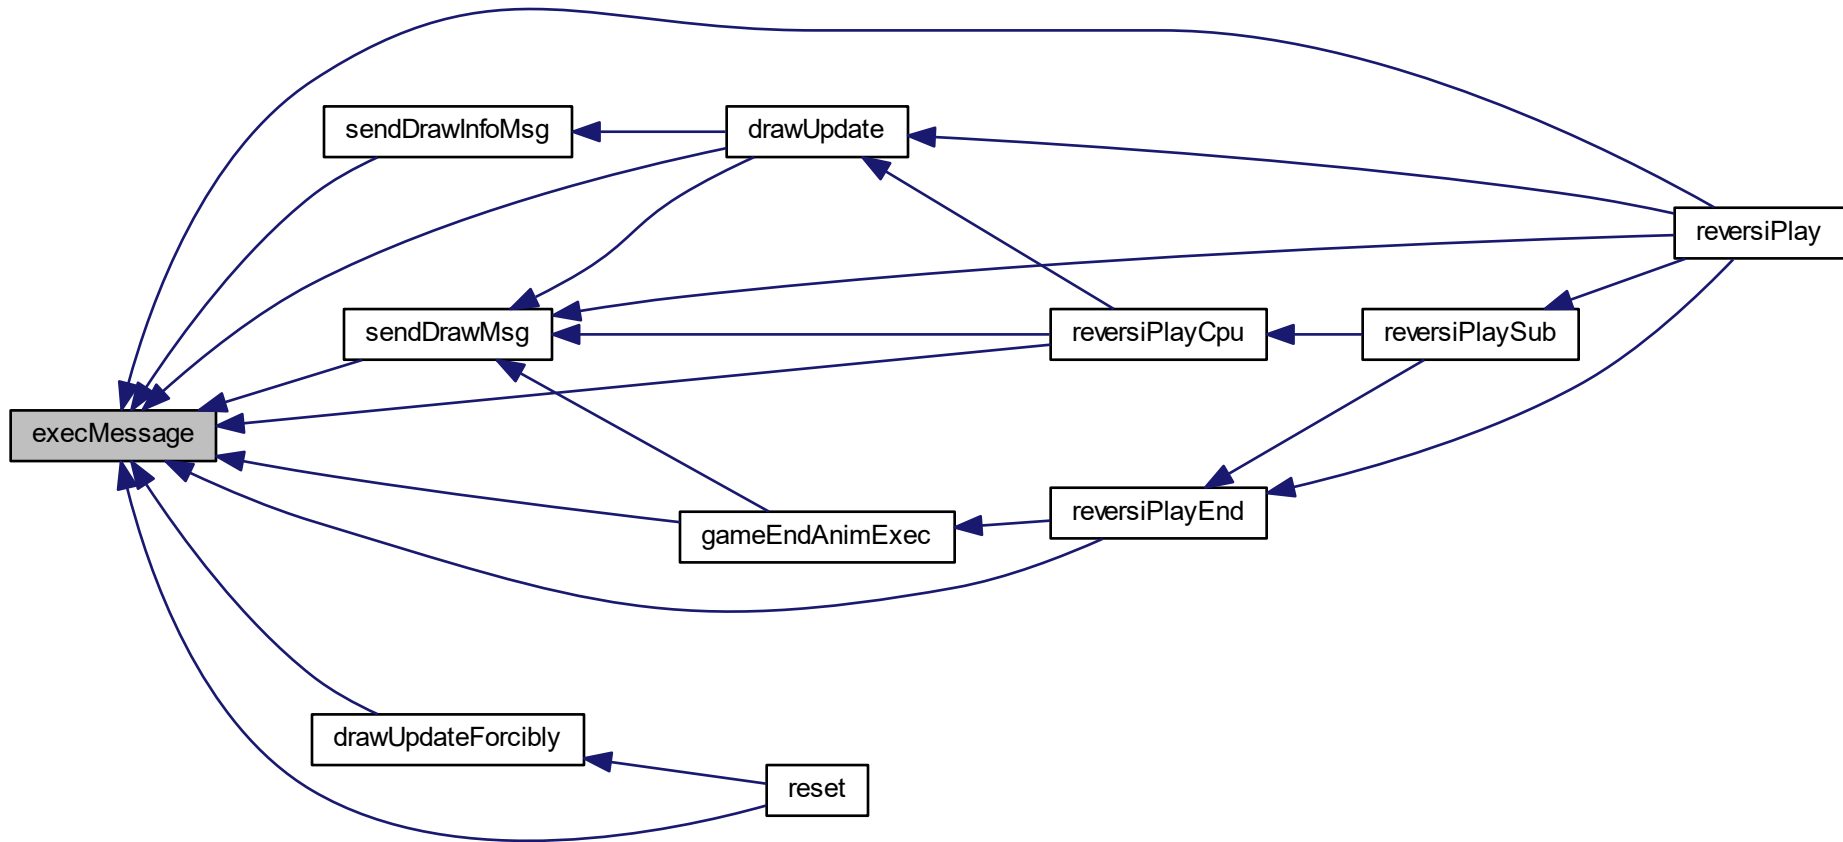 sendDrawInfoMsg
drawUpdate
reversiPlay
sendDrawMsg
reversiPlayCpu
reversiPlaySub
execMessage
reversiPlayEnd
gameEndAnimExec
drawUpdateForcibly
reset